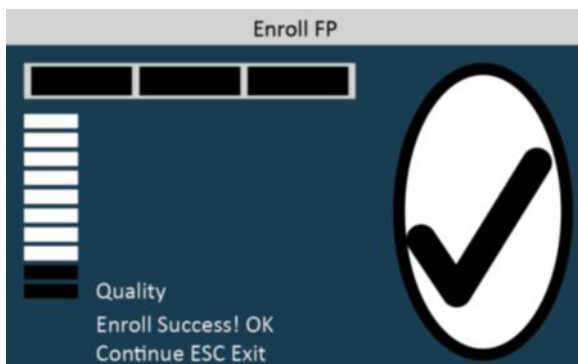 Enroll FP
Quality
Enroll Success! OK
Continue ESC Exit